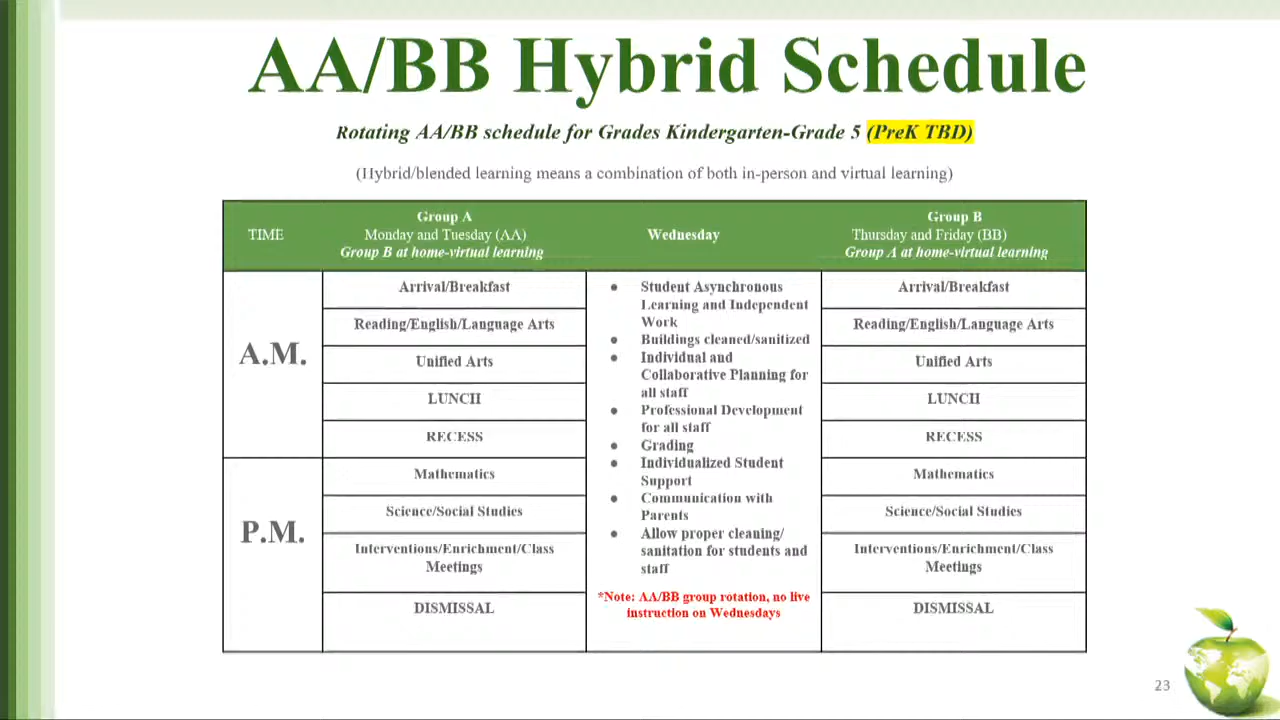 AA/BB Hybrid Schedule
Rotating AA/BB schedule for Grades Kindergarten-Grade 5 (PreK TBD)
(Hybrid/blended learning means a combination of both in-person and virtual learning)
TIME
Group A
Monday and Tuesday (AA)
Group B at home-virtual learning
Wednesday
Group B
Thursday and Friday (BB)
Group A at home-virtual learning
A.M.
Arrival/Breakfast
Reading/English/Language Arts
Unified Arts
LUNCH
RECESS
P.M.
Mathematics
Science/Social Studies
Interventions/Enrichment/Class
Meetings
DISMISSAL
● Student Asynchronous
Learning and Independent
Work
● Buildings cleaned/sanitized
● Individual and
Collaborative Planning for
all staff
● Professional Development
for all staff
● Grading
● Individualized Student
Support
● Communication with
Parents
● Allow proper cleaning/
sanitation for students and
staff
*Note: AA/BB group rotation, no live
instruction on Wednesdays
Arrival/Breakfast
Reading/English/Language Arts
Unified Arts
LUNCH
RECESS
Mathematics
Science/Social Studies
Interventions/Enrichment/Class
Meetings
DISMISSAL
23